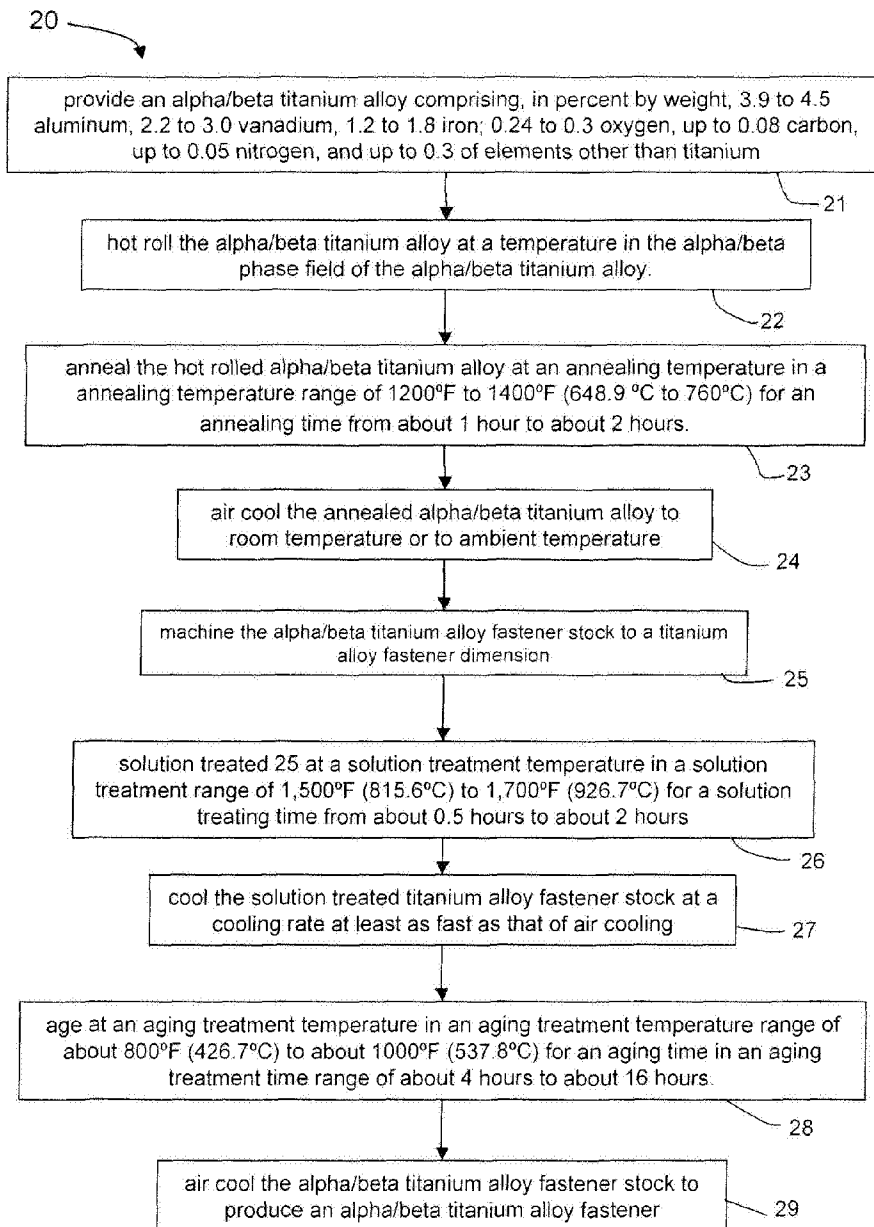 20
provide an alpha/beta titanium alloy comprising, in percent by weight, 3.9 to 4.5
aluminum, 2.2 to 3.0 vanadium, 1.2 to 1.8 iron; 0.24 to 0.3 oxygen, up to 0.08 carbon,
up to 0.05 nitrogen, and up to 0.3 of elements other than titanium
21
hot roll the alpha/beta titanium alloy at a temperature in the alpha/beta
phase field of the alpha/beta titanium alloy.
22
anneal the hot rolled alpha/beta titanium alloy at an annealing temperature in a
annealing temperature range of 1200ºF to 1400ºF (648.9 ºC to 760ºC) for an
annealing time from about 1 hour to about 2 hours.
23
air cool the annealed alpha/beta titanium alloy to
room temperature or to ambient temperature
24
machine the alpha/beta titanium alloy fastener stock to a titanium
alloy fastener dimension
25
solution treated 25 at a solution treatment temperature in a solution
treatment range of 1,500ºF (815.6ºC) to 1,700ºF (926.7ºC) for a solution
treating time from about 0.5 hours to about 2 hours
26
cool the solution treated titanium alloy fastener stock at a
cooling rate at least as fast as that of air cooling
27
age at an aging treatment temperature in an aging treatment temperature range of
about 800ºF (426.7ºC) to about 1000ºF (537.8ºC) for an aging time in an aging
treatment time range of about 4 hours to about 16 hours.
28
air cool the alpha/beta titanium alloy fastener stock to
produce an alpha/beta titanium alloy fastener
29